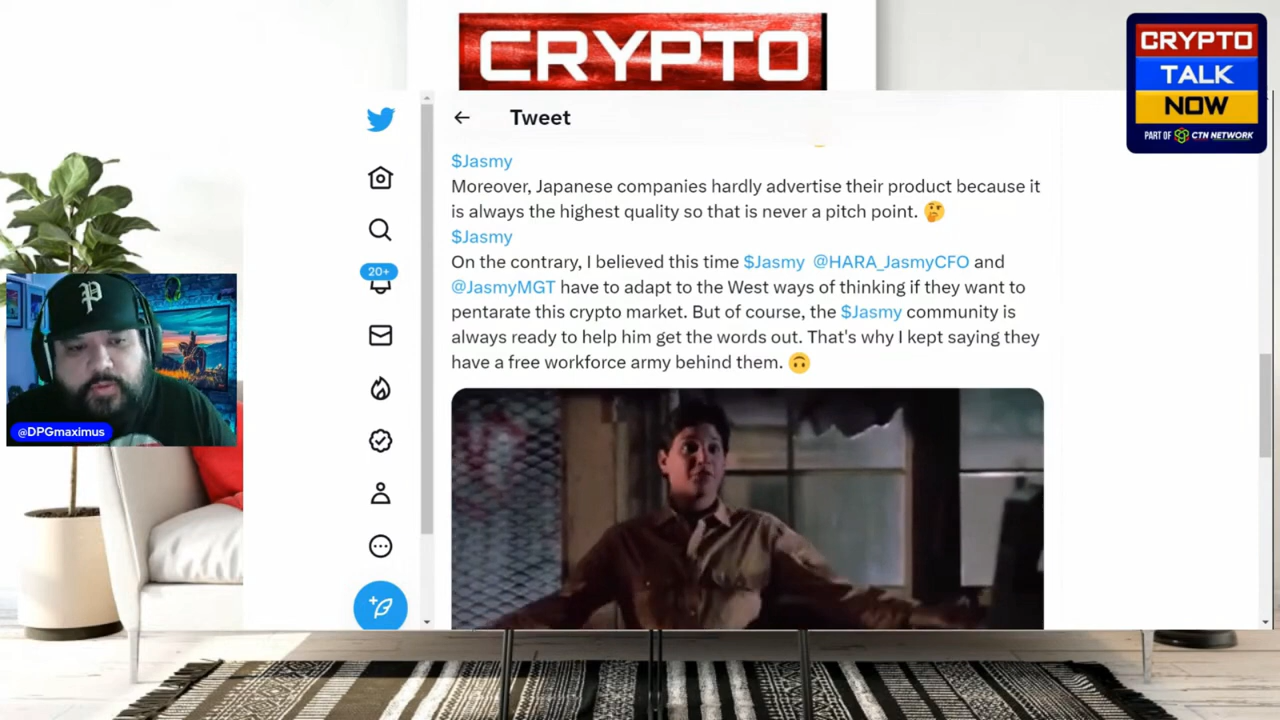 CRYPTO
CRYPTO
TALK
NOW
PART OF CTN NETWORK
Tweet
$Jasmy
Moreover, Japanese companies hardly advertise their product because it
is always the highest quality so that is never a pitch point. 🤔
$Jasmy
On the contrary, I believed this time $Jasmy @HARA_JasmyCFO and
@JasmyMGT have to adapt to the West ways of thinking if they want to
pentarate this crypto market. But of course, the $Jasmy community is
always ready to help him get the words out. That's why I kept saying they
have a free workforce army behind them. 🙃
20+
P
@DPGmaximus